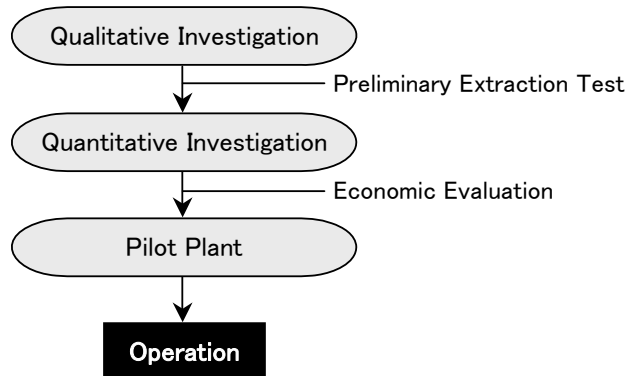 Qualitative Investigation
Preliminary Extraction Test
Quantitative Investigation
Economic Evaluation
Pilot Plant
Operation